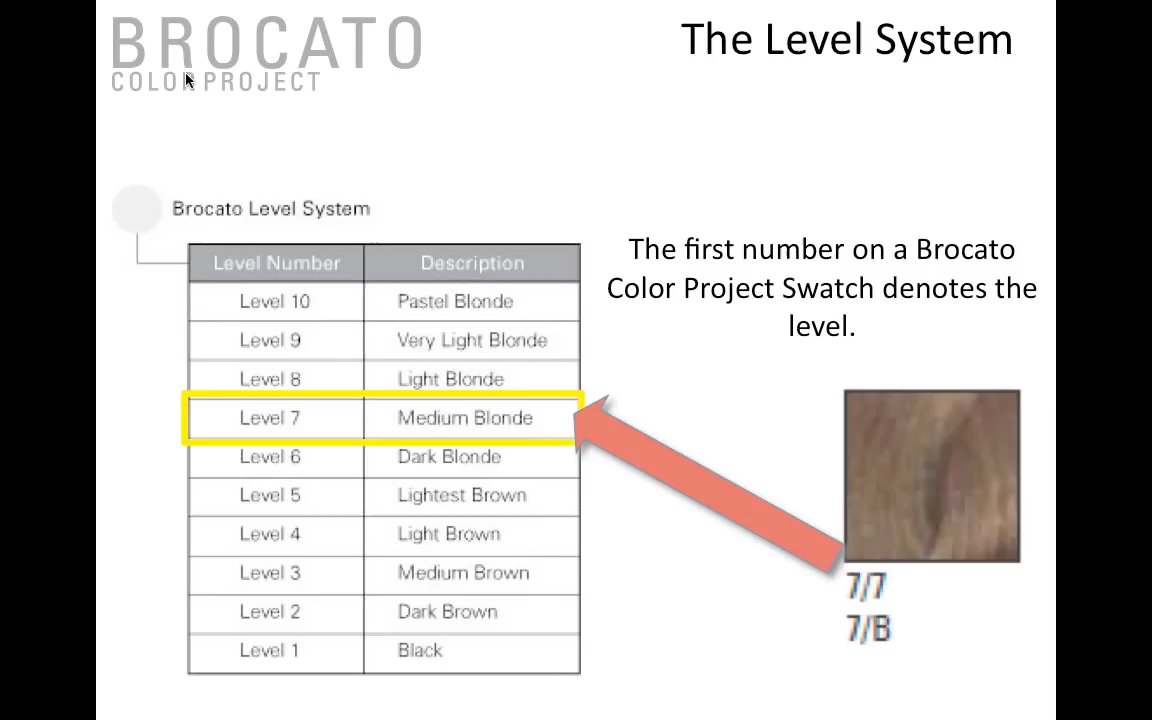 BROCATO
COLOR PROJECT
The Level System
Brocato Level System
Level Number Description
Level 10 Pastel Blonde
Level 9 Very Light Blonde
Level 8 Light Blonde
Level 7 Medium Blonde
Level 6 Dark Blonde
Level 5 Lightest Brown
Level 4 Light Brown
Level 3 Medium Brown
Level 2 Dark Brown
Level 1 Black
The first number on a Brocato
Color Project Swatch denotes the
level.
7/7
7/B